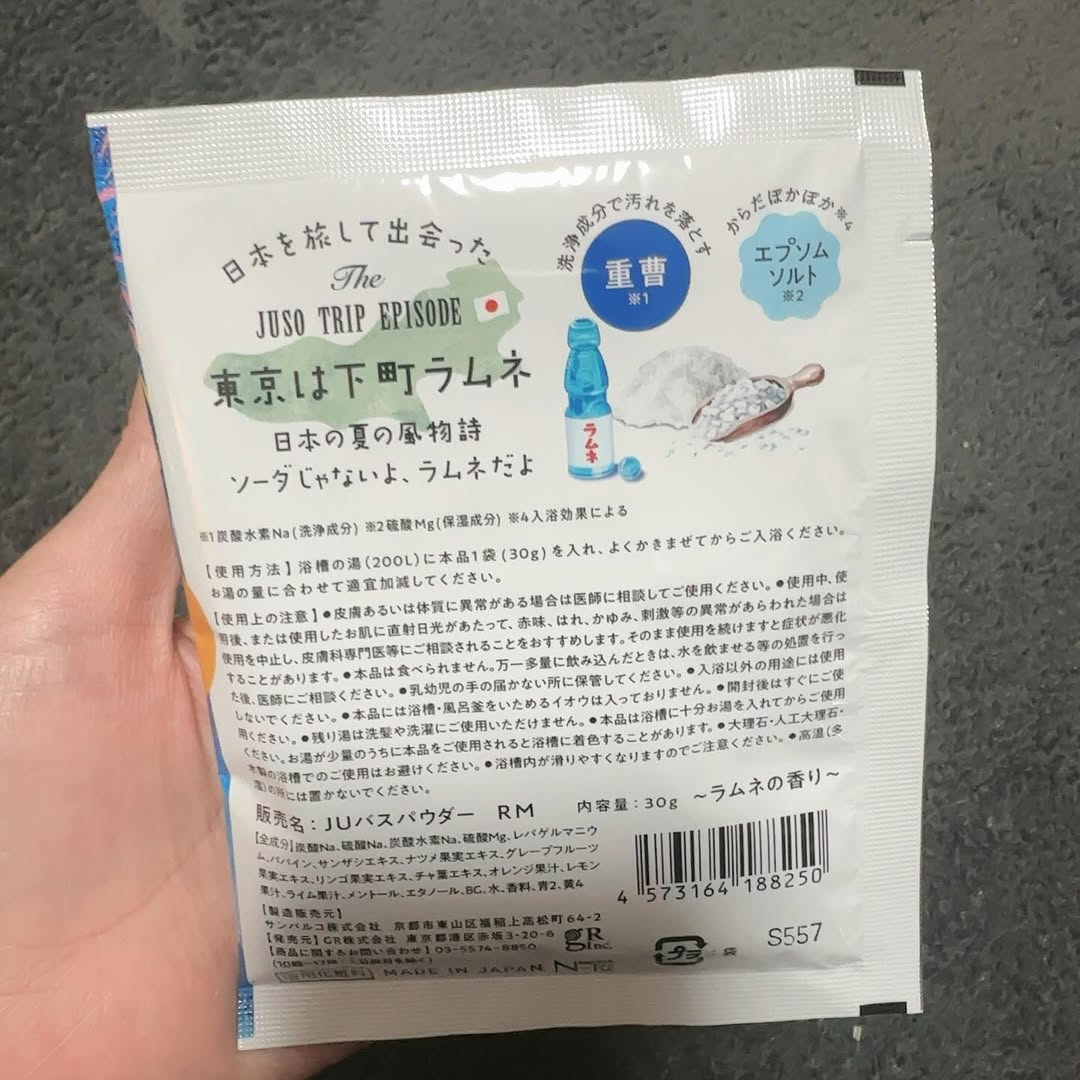 日本を旅して出会った
The
JUSO TRIP EPISODE
東京は下町ラムネ
日本の夏の風物詩
ソーダじゃないよ、ラムネだよ
洗浄成分で汚れを落とす
重曹
※1
からだぽかぽか※4
エプソム
ソルト
※2
ラムネ
※1炭酸水素Na(洗浄成分) ※2硫酸Mg(保湿成分) ※4入浴効果による
【使用方法】浴槽の湯(200L)に本品1袋(30g)を入れ、よくかきまぜてからご入浴ください。
お湯の量に合わせて適宜加減してください。
【使用上の注意】●皮膚あるいは体質に異常がある場合は医師に相談してご使用ください。●使用中、使
用後、または使用したお肌に直射日光があたって、赤味、はれ、かゆみ、刺激等の異常があらわれた場合は
使用を中止し、皮膚科専門医等にご相談されることをおすすめします。そのまま使用を続けますと症状が悪化
することがあります。●本品は食べられません。万一多量に飲み込んだときは、水を飲ませる等の処置を行っ
た後、医師にご相談ください。●乳幼児の手の届かない所に保管してください。●入浴以外の用途には使用
しないでください。●本品には浴槽・風呂釜をいためるイオウは入っておりません。●開封後はすぐにご使
用ください。●残り湯は洗髪や洗濯にご使用いただけません。●本品は浴槽に十分お湯を入れてからご使用
ください。お湯が少量のうちに本品をご使用されると浴槽に着色することがあります。●大理石・人工大理石・
木製の浴槽でのご使用はお避けください。●浴槽内が滑りやすくなりますのでご注意ください。●高温(多
湿)の所には置かないでください。
販売名:JUバスパウダー RM 内容量:30g ~ラムネの香り~
【全成分】炭酸Na、硫酸Na、炭酸水素Na、硫酸Mg、レパゲルマニウ
ム、パパイン、サンザシエキス、ナツメ果実エキス、グレープフルーツ
果実エキス、リンゴ果実エキス、チャ葉エキス、オレンジ果汁、レモン
果汁、ライム果汁、メントール、エタノール、BG、水、香料、青2、黄4
4 573164 188250
【製造販売元】
サンパルコ株式会社 京都市東山区福稲上高松町64-2
【発売元】GR株式会社 東京都港区赤坂3-20-6
【商品に関するお問い合わせ】03-5574-8850
gR Inc.
プラ
袋
S557
浴用化粧料
MADE IN JAPAN